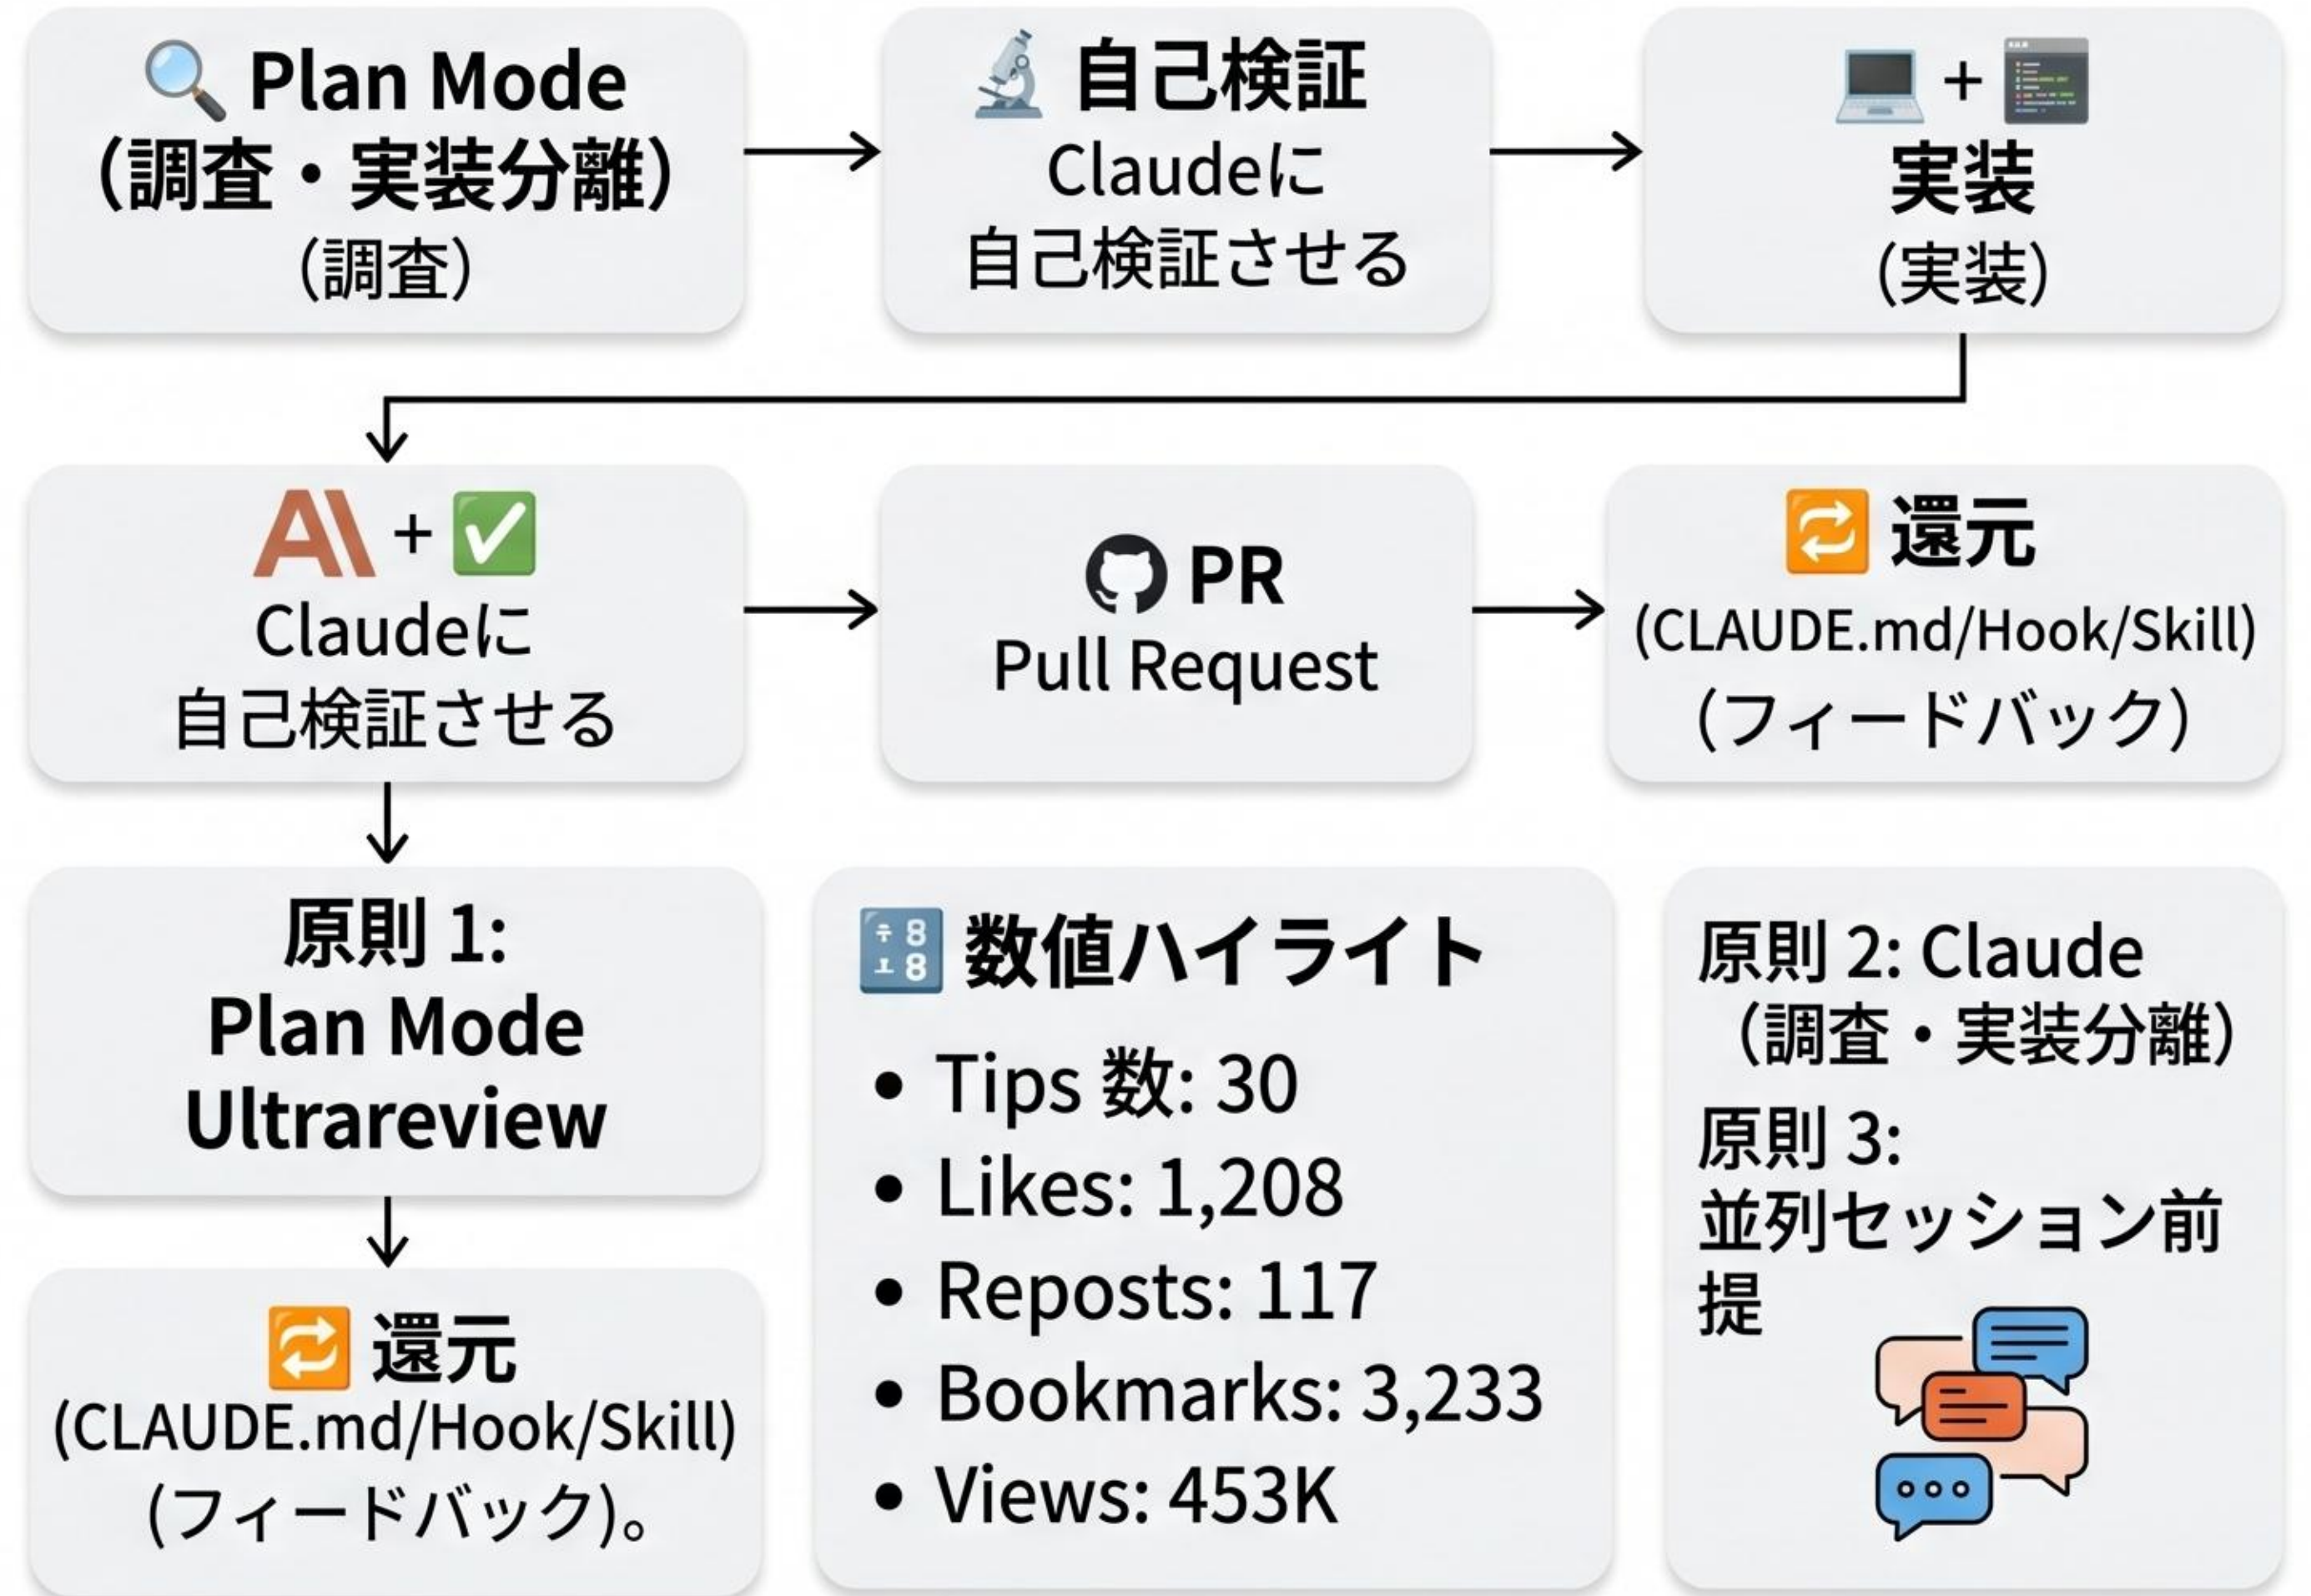 Plan Mode
（調査・実装分離）
（調査）
自己検証
Claudeに
自己検証させる
+
実装
（実装）
+
Claudeに
自己検証させる
PR
Pull Request
還元
(CLAUDE.md/Hook/Skill)
（フィードバック）
原則 1:
Plan Mode
Ultrareview
還元
(CLAUDE.md/Hook/Skill)
(フィードバック)。
数値ハイライト
• Tips 数: 30
• Likes: 1,208
• Reposts: 117
• Bookmarks: 3,233
• Views: 453K
原則 2: Claude
（調査・実装分離）
原則 3:
並列セッション前
提